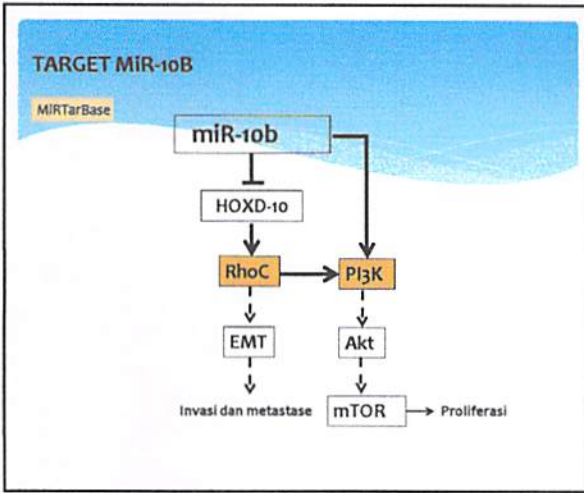 TARGET MiR-10B
MiRTarBase
miR-10b
HOXD-10
RhoC
PI3K
EMT
Akt
Invasi dan metastase
mTOR
Proliferasi